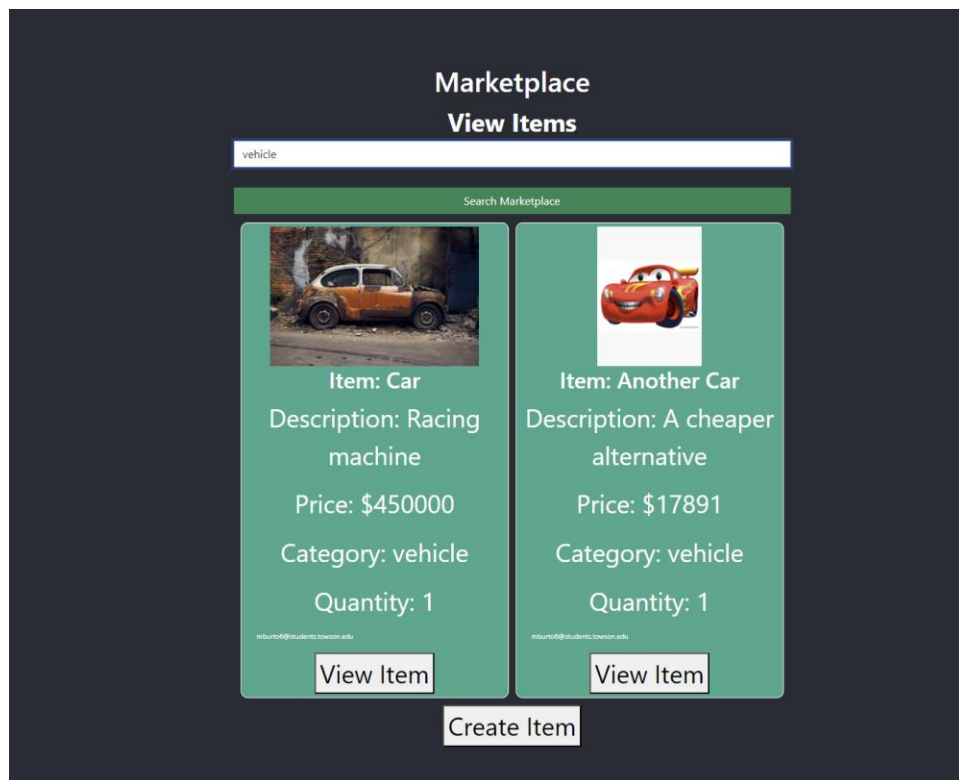 Marketplace
View Items
vehicle
Search Marketplace
Item: Car
Description: Racing
machine
Price: $450000
Category: vehicle
Quantity: 1
mburto6@students.towson.edu
View Item
Item: Another Car
Description: A cheaper
alternative
Price: $17891
Category: vehicle
Quantity: 1
mburto6@students.towson.edu
View Item
Create Item